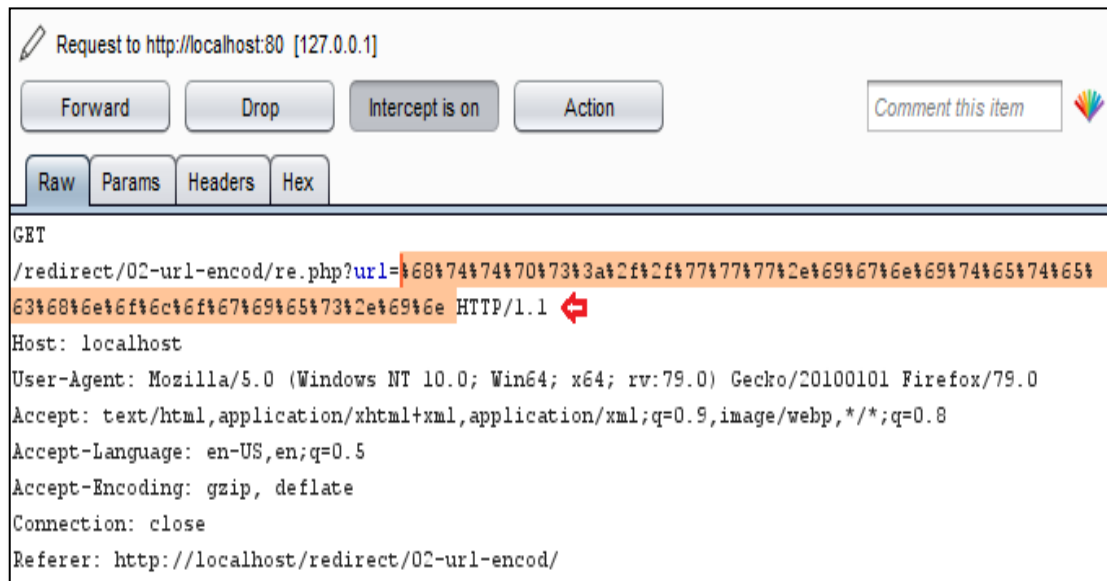 Request to http://localhost:80 [127.0.0.1]
Forward Drop Intercept is on Action Comment this item
Raw Params Headers Hex
GET
/redirect/02-url-encod/re.php?url=%68%74%74%70%73%3a%2f%2f%77%77%77%2e%69%67%6e%69%74%65%74%65%
63%68%6e%6f%6c%6f%67%69%65%73%2e%69%6e HTTP/1.1
Host: localhost
User-Agent: Mozilla/5.0 (Windows NT 10.0; Win64; x64; rv:79.0) Gecko/20100101 Firefox/79.0
Accept: text/html,application/xhtml+xml,application/xml;q=0.9,image/webp,*/*;q=0.8
Accept-Language: en-US,en;q=0.5
Accept-Encoding: gzip, deflate
Connection: close
Referer: http://localhost/redirect/02-url-encod/